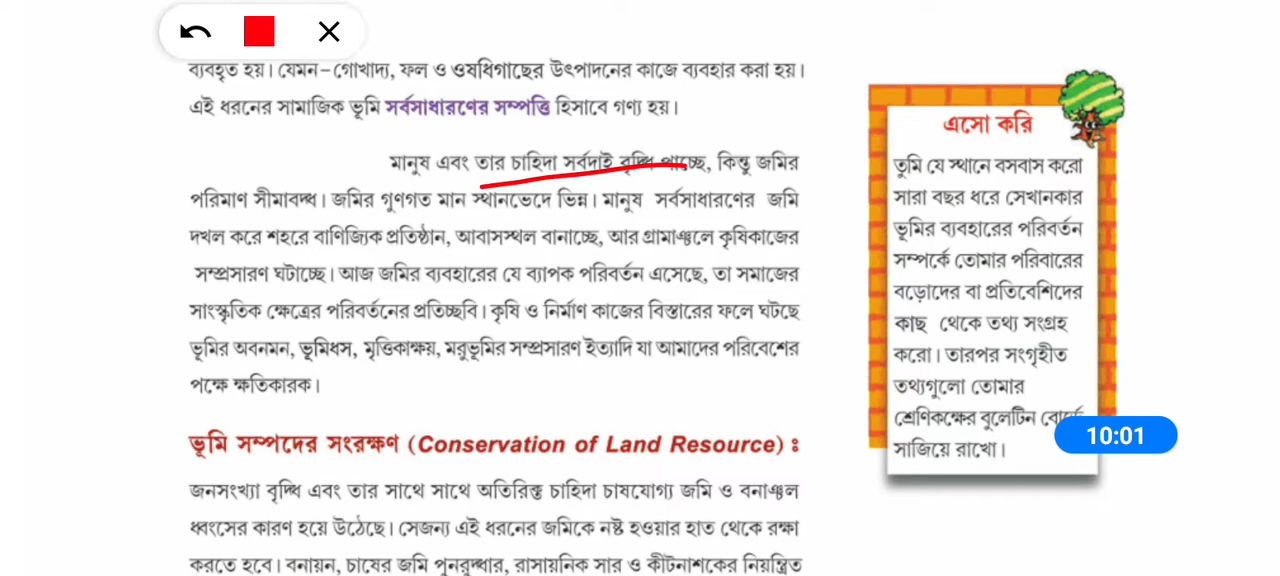 ব্যবহৃত হয়। যেমন– গোখাদ্য, ফল ও ওষধিগাছের উৎপাদনের কাজে ব্যবহার করা হয়।
এই ধরনের সামাজিক ভূমি সর্বসাধারণের সম্পত্তি হিসাবে গণ্য হয়।
মানুষ এবং তার চাহিদা সর্বদাই বৃদ্ধি পাচ্ছে, কিন্তু জমির
পরিমাণ সীমাবদ্ধ। জমির গুণগত মান স্থানভেদে ভিন্ন। মানুষ সর্বসাধারণের জমি
দখল করে শহরে বাণিজ্যিক প্রতিষ্ঠান, আবাসস্থল বানাচ্ছে, আর গ্রামাঞ্চলে কৃষিকাজের
সম্প্রসারণ ঘটাচ্ছে। আজ জমির ব্যবহারের যে ব্যাপক পরিবর্তন এসেছে, তা সমাজের
সাংস্কৃতিক ক্ষেত্রের পরিবর্তনের প্রতিচ্ছবি। কৃষি ও নির্মাণ কাজের বিস্তারের ফলে ঘটছে
ভূমির অবনমন, ভূমিধস, মৃত্তিকাক্ষয়, মরুভূমির সম্প্রসারণ ইত্যাদি যা আমাদের পরিবেশের
পক্ষে ক্ষতিকারক।
ভূমি সম্পদের সংরক্ষণ (Conservation of Land Resource) ঃ
জনসংখ্যা বৃদ্ধি এবং তার সাথে সাথে অতিরিক্ত চাহিদা চাষযোগ্য জমি ও বনাঞ্চল
ধ্বংসের কারণ হয়ে উঠেছে। সেজন্য এই ধরনের জমিকে নষ্ট হওয়ার হাত থেকে রক্ষা
করতে হবে। বনায়ন, চাষের জমি পুনরুদ্ধার, রাসায়নিক সার ও কীটনাশকের নিয়ন্ত্রিত
এসো করি
তুমি যে স্থানে বসবাস করো
সারা বছর ধরে সেখানকার
ভূমির ব্যবহারের পরিবর্তন
সম্পর্কে তোমার পরিবারের
বড়োদের বা প্রতিবেশিদের
কাছ থেকে তথ্য সংগ্রহ
করো। তারপর সংগৃহীত
তথ্যগুলো তোমার
শ্রেণিকক্ষের বুলেটিন বোর্ডে
সাজিয়ে রাখো।
10:01